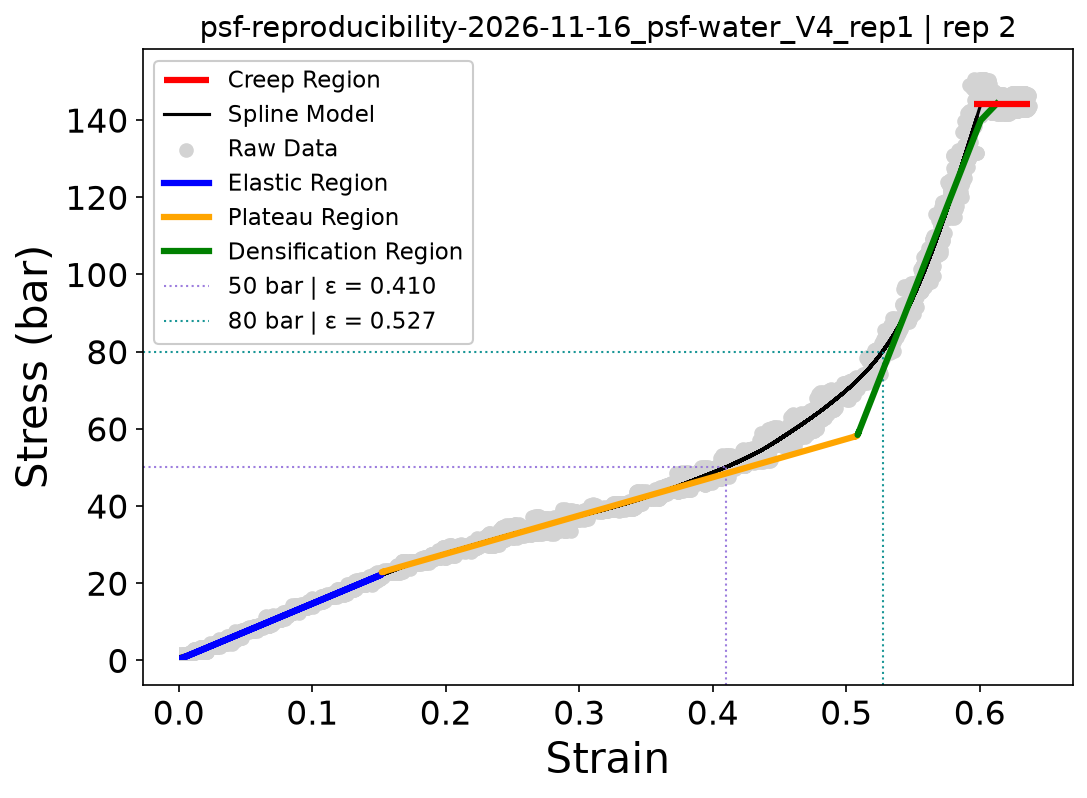 psf-reproducibility-2026-11-16_psf-water_V4_rep1 | rep 2
Creep Region
Spline Model
Raw Data
Elastic Region
Plateau Region
Densification Region
50 bar | ε = 0.410
80 bar | ε = 0.527
Stress (bar)
140
120
100
80
60
40
20
0
0.0 0.1 0.2 0.3 0.4 0.5 0.6
Strain